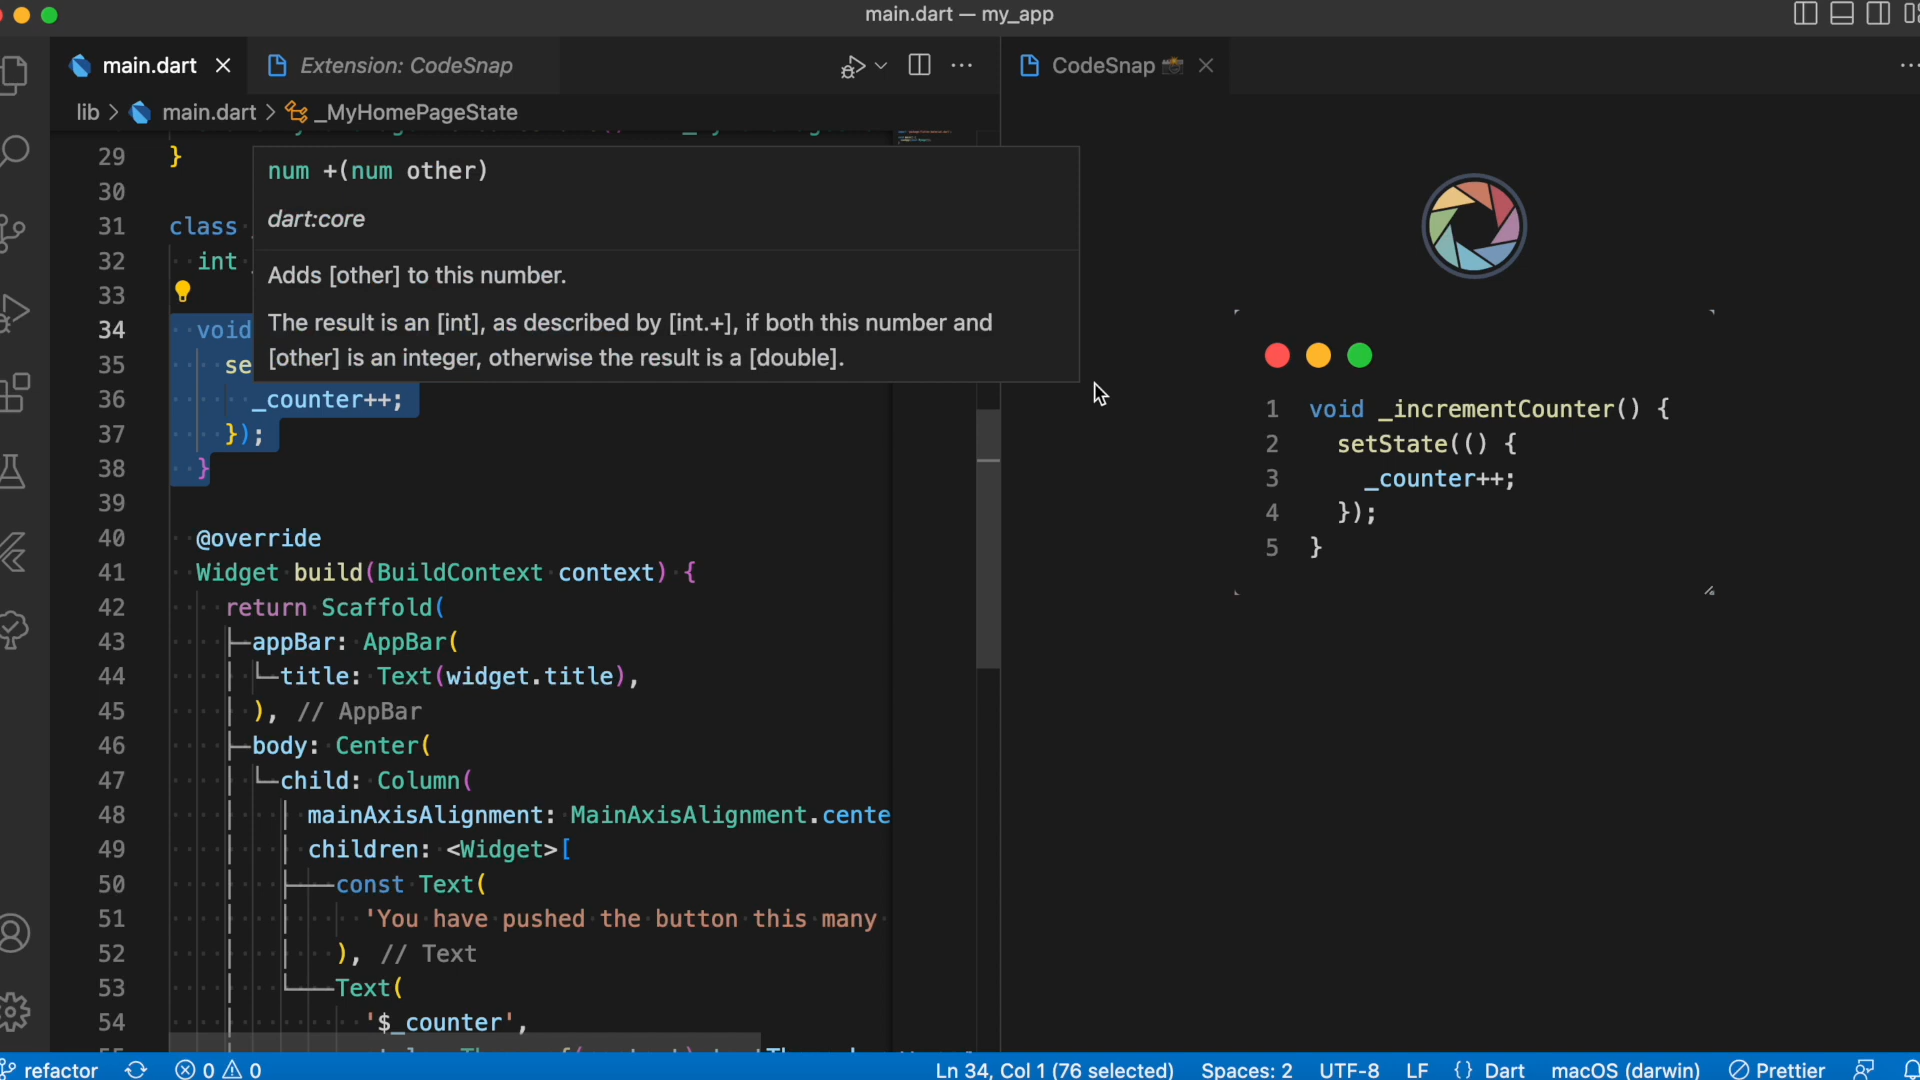 main.dart — my_app
main.dart
Extension: CodeSnap
CodeSnap
lib > main.dart > _MyHomePageState
29 }
30
31 class
32 int
33
34 void
35 se
36 _counter++;
37 });
38 }
39
40 @override
41 Widget build(BuildContext context) {
42 return Scaffold(
43 appBar: AppBar(
44 title: Text(widget.title),
45 ), // AppBar
46 body: Center(
47 child: Column(
48 mainAxisAlignment: MainAxisAlignment.cente
49 children: <Widget>[
50 const Text(
51 'You have pushed the button this many
52 ), // Text
53 Text(
54 '$_counter',
num +(num other)
dart:core
Adds [other] to this number.
The result is an [int], as described by [int.+], if both this number and
[other] is an integer, otherwise the result is a [double].
1 void _incrementCounter() {
2 setState(() {
3 _counter++;
4 });
5 }
refactor
0 0
Ln 34, Col 1 (76 selected)
Spaces: 2
UTF-8
LF
{} Dart
macOS (darwin)
Prettier